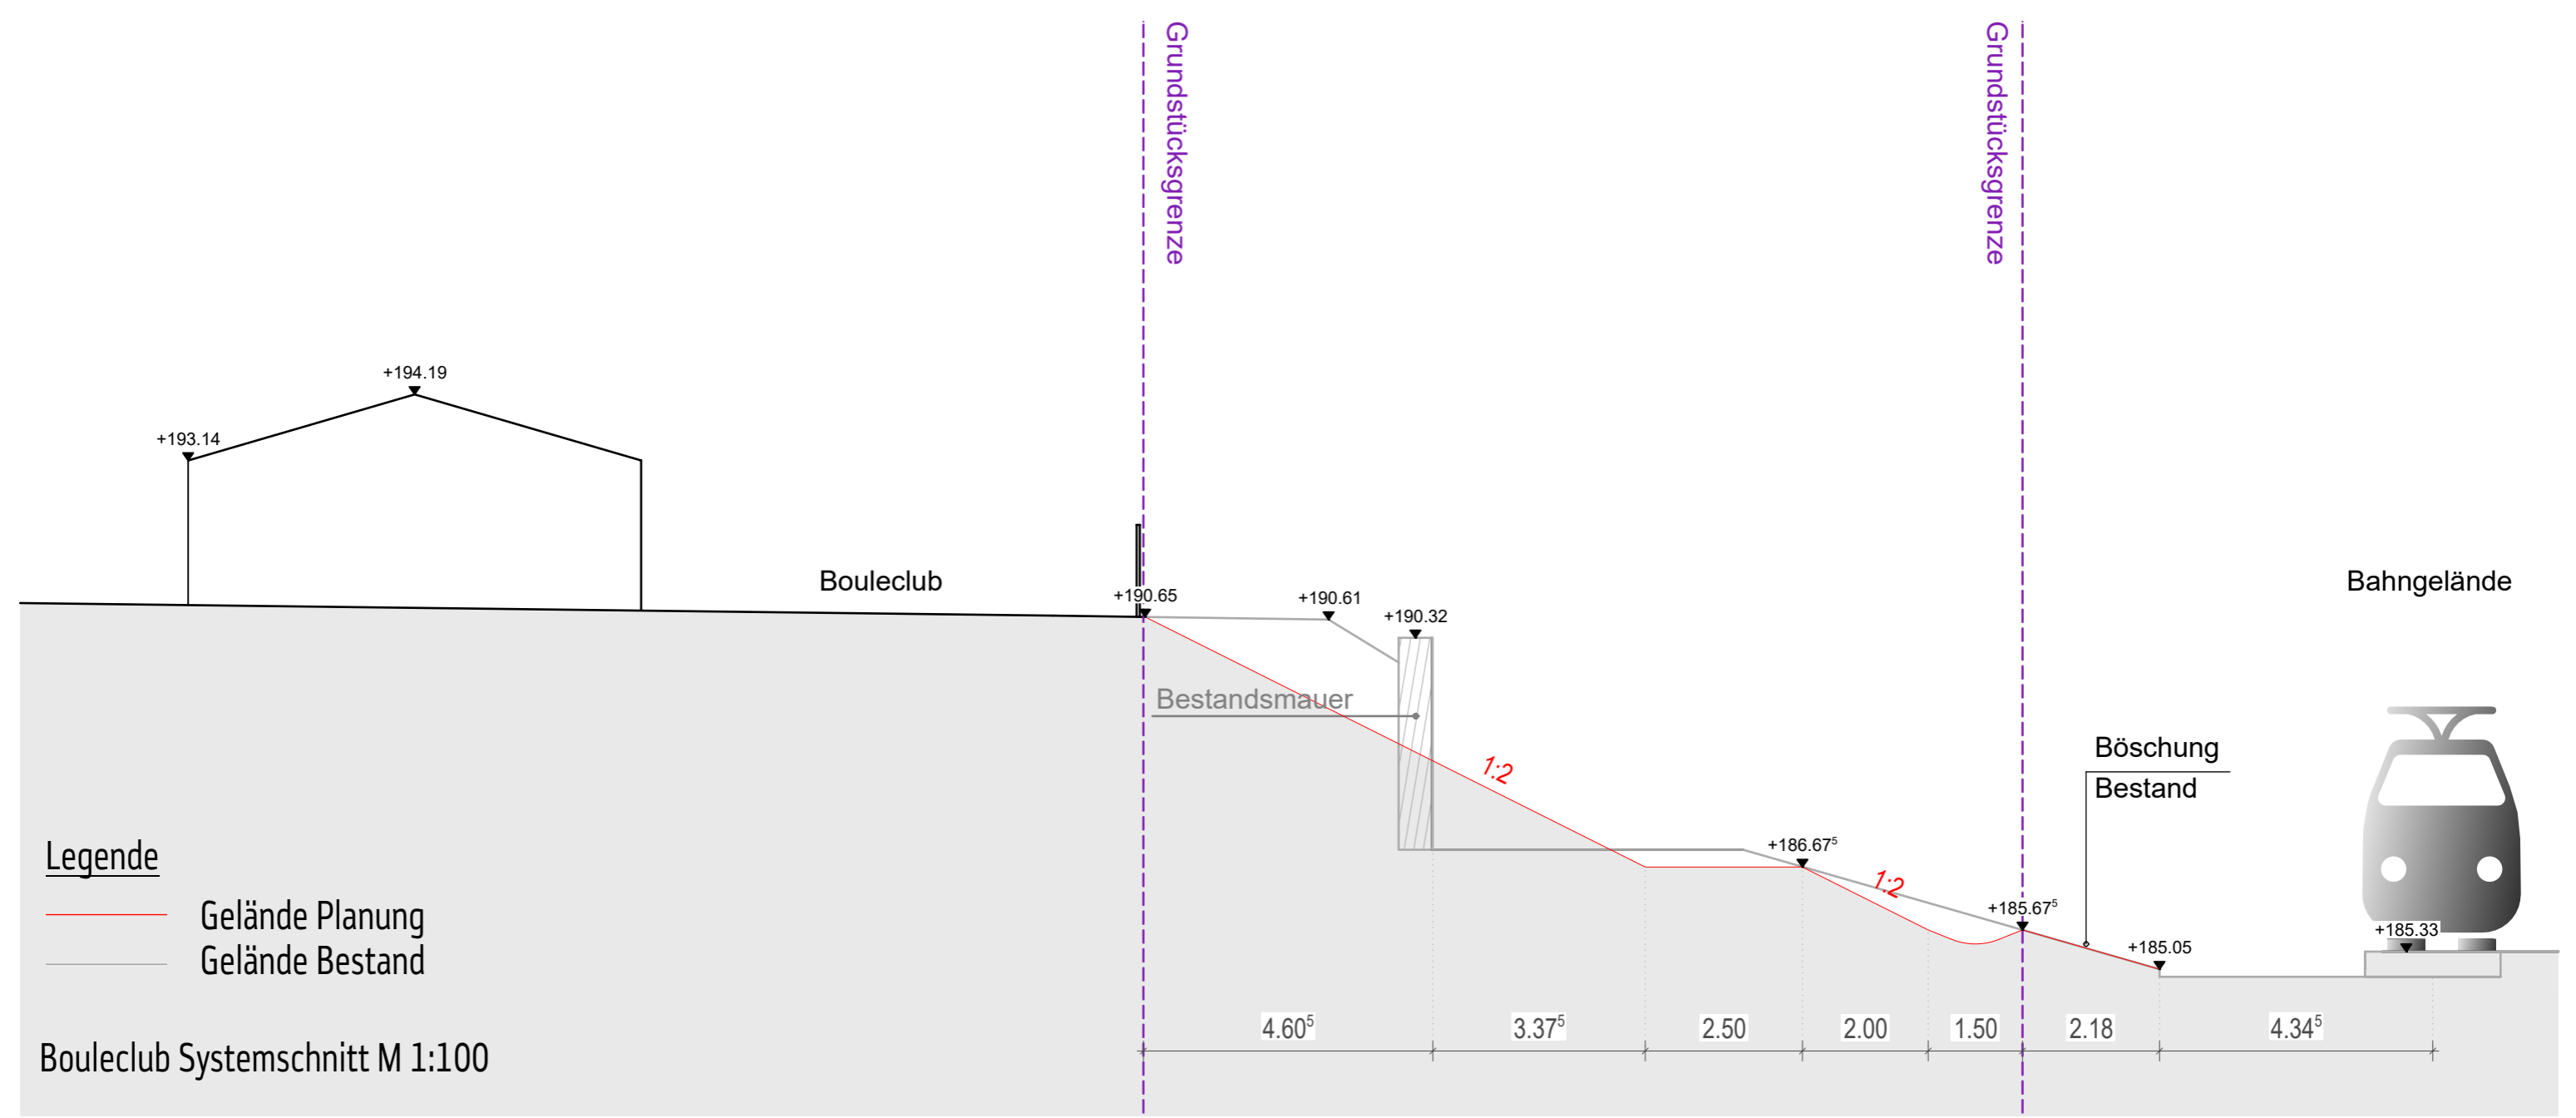 Grundstücksgrenze
Grundstücksgrenze
+194.19
+193.14
Bouleclub
Bahngelände
+190.65
+190.61
+190.32
Bestandsmauer
1:2
Böschung
Bestand
+186.67⁵
1:2
+185.67⁵
+185.33
+185.05
Legende
Gelände Planung
Gelände Bestand
4.60⁵
3.37⁵
2.50
2.00
1.50
2.18
4.34⁵
Bouleclub Systemschnitt M 1:100